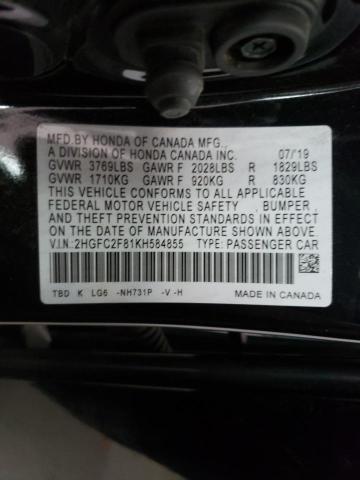 MFD.BY HONDA OF CANADA MFG.,
A DIVISION OF HONDA CANADA INC. 07/'19
GVWR 3769LBS GAWR F 2028LBS R 1829LBS
GVWR 1710KG GAWR F 920KG R 830KG
THIS VEHICLE CONFORMS TO ALL APPLICABLE
FEDERAL MOTOR VEHICLE SAFETY, BUMPER
AND THEFT PREVENTION STANDARDS IN EFFECT
ON THE DATE OF MANUFACTURE SHOWN ABOVE.
V.I.N: 2HGFC2F81KH584855 TYPE: PASSENGER CAR
TBD K LG6 -NH731P -V -H MADE IN CANADA